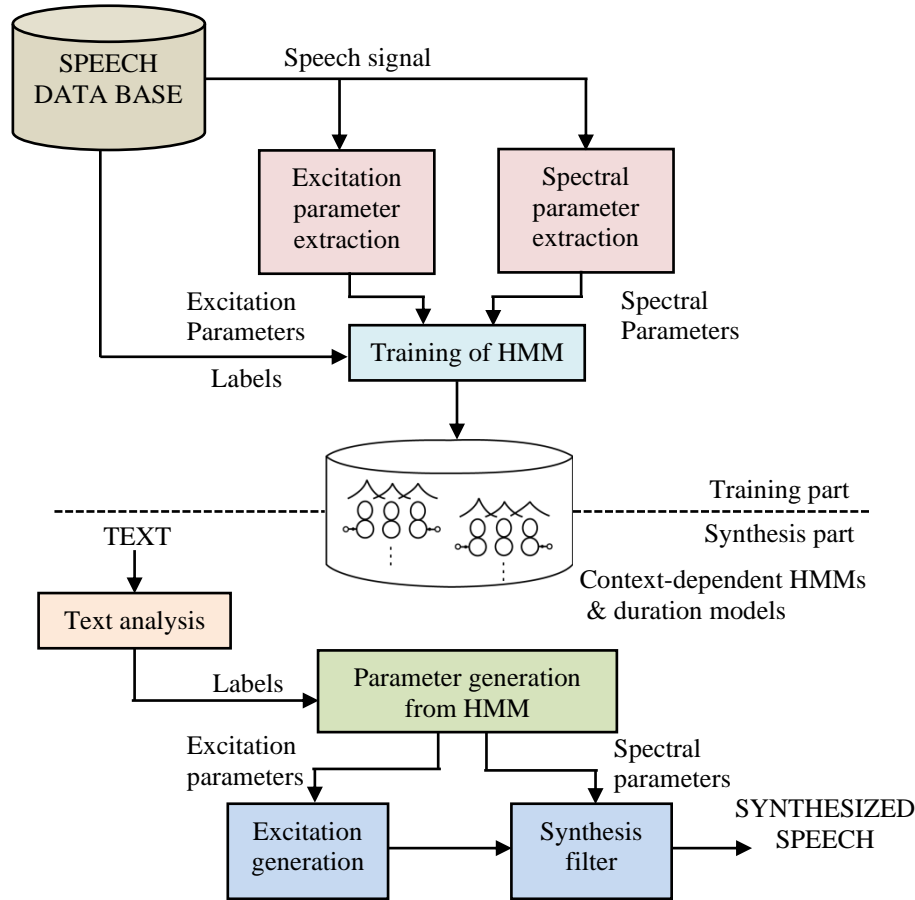 SPEECH
DATA BASE
Speech signal
Excitation
parameter
extraction
Spectral
parameter
extraction
Excitation
Parameters
Spectral
Parameters
Training of HMM
Labels
Training part
Synthesis part
TEXT
Context-dependent HMMs
& duration models
Text analysis
Labels
Parameter generation
from HMM
Excitation
parameters
Spectral
parameters
Excitation
generation
Synthesis
filter
SYNTHESIZED
SPEECH